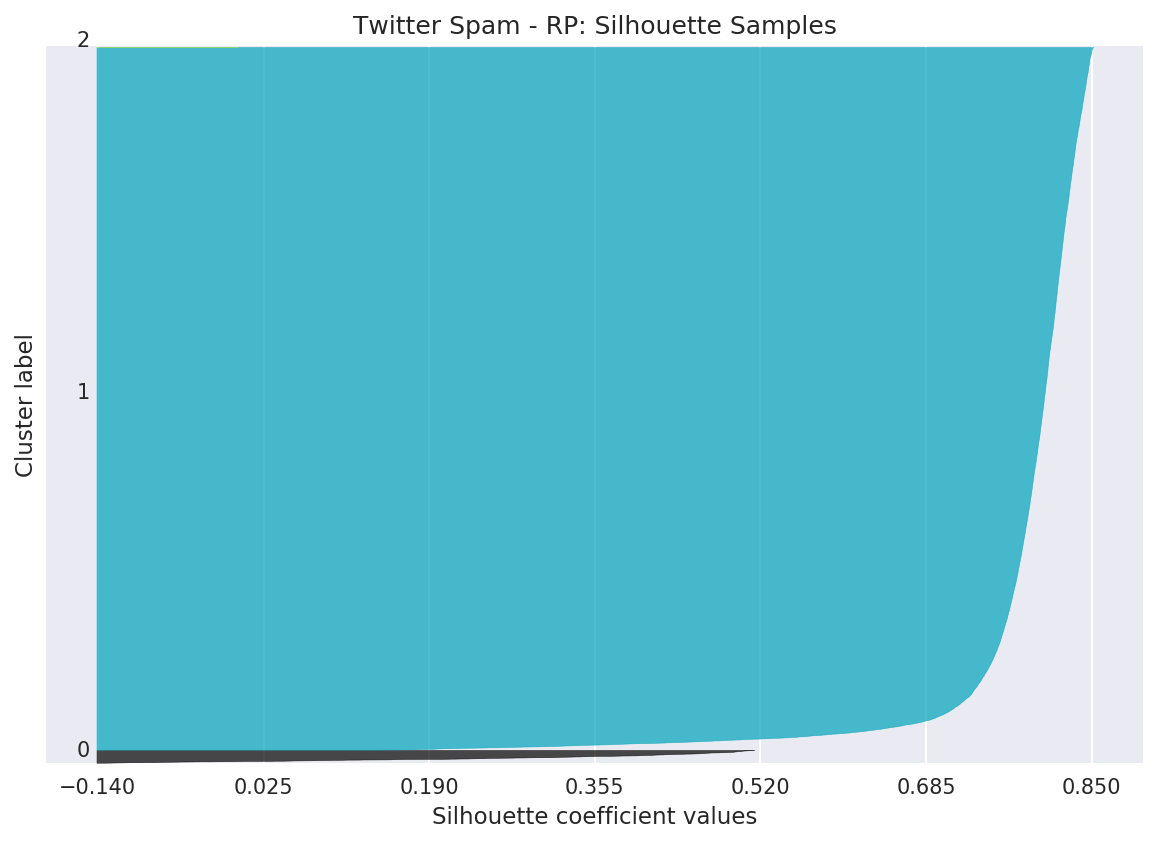 Twitter Spam - RP: Silhouette Samples
2
1
0
Cluster label
−0.140 0.025 0.190 0.355 0.520 0.685 0.850
Silhouette coefficient values